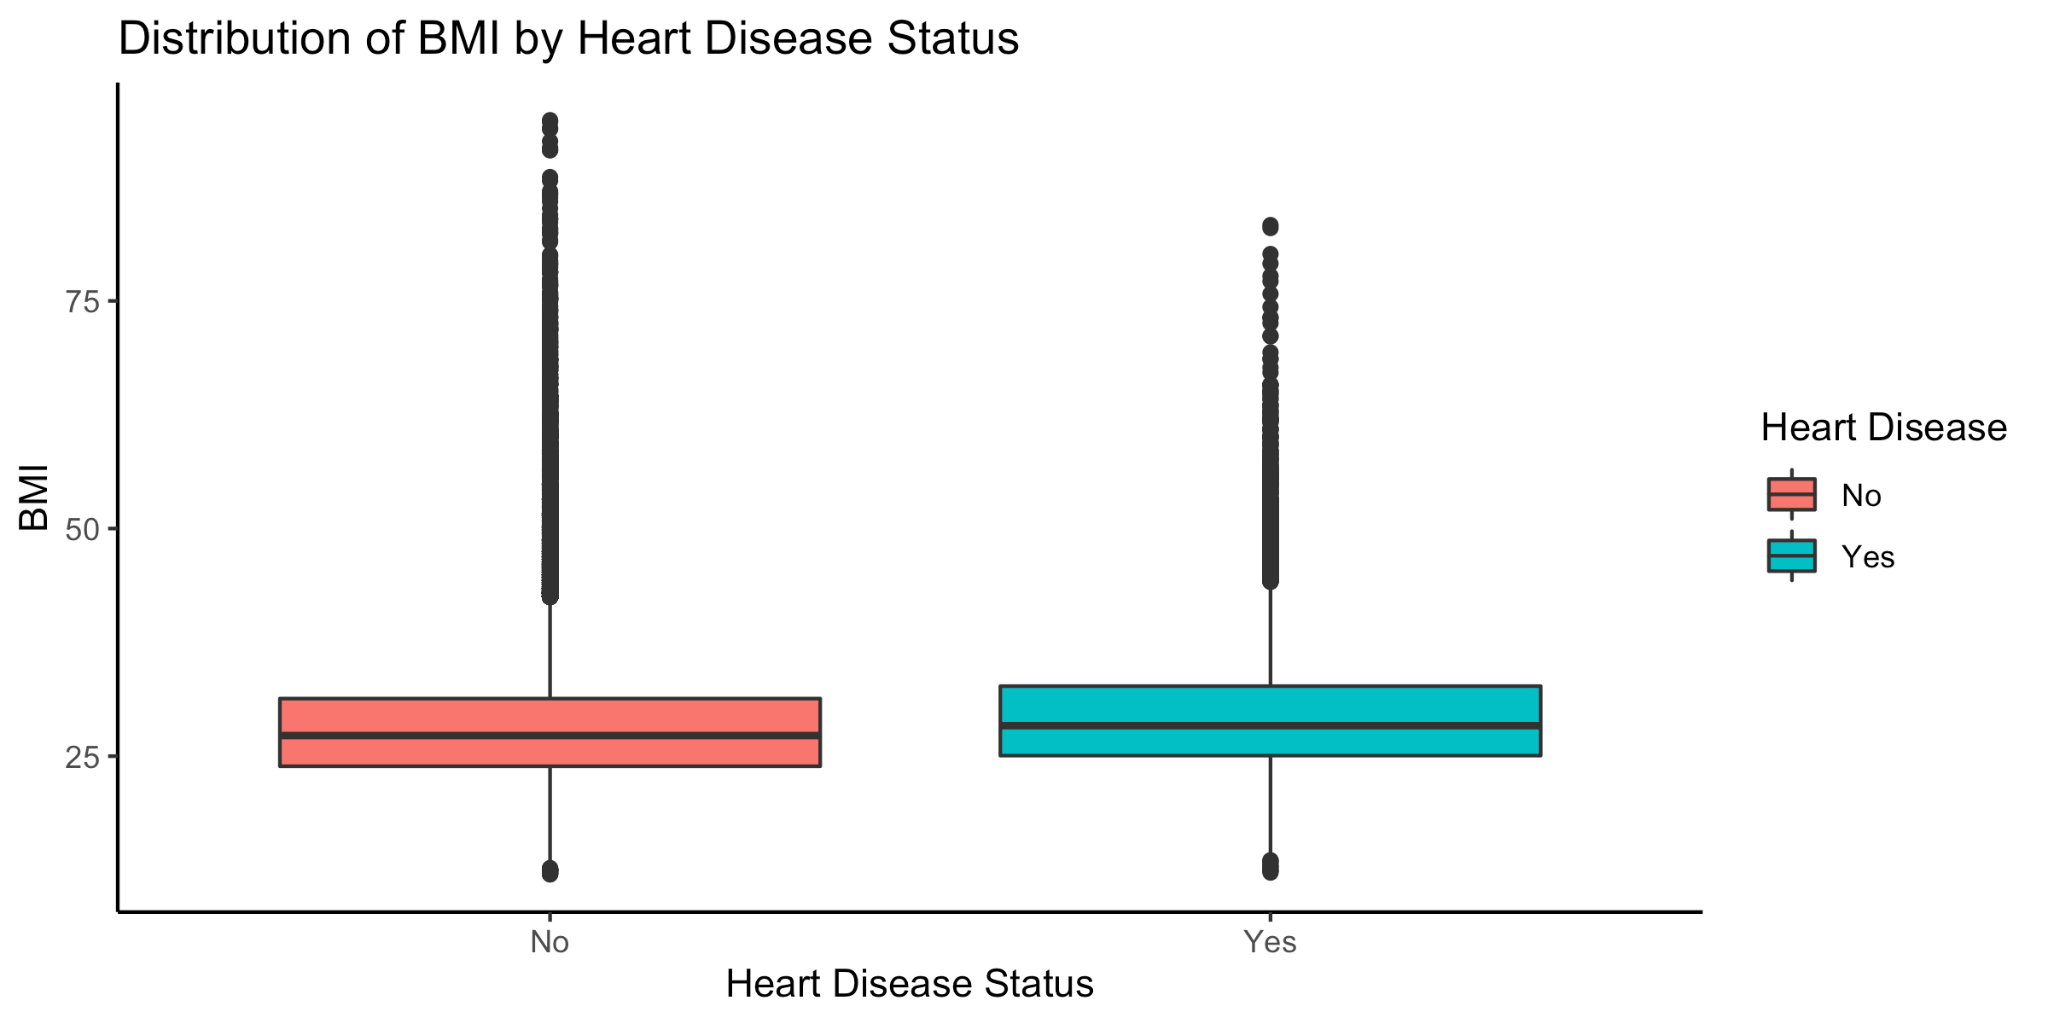 Distribution of BMI by Heart Disease Status
BMI
75
50
25
No
Yes
Heart Disease Status
Heart Disease
No
Yes